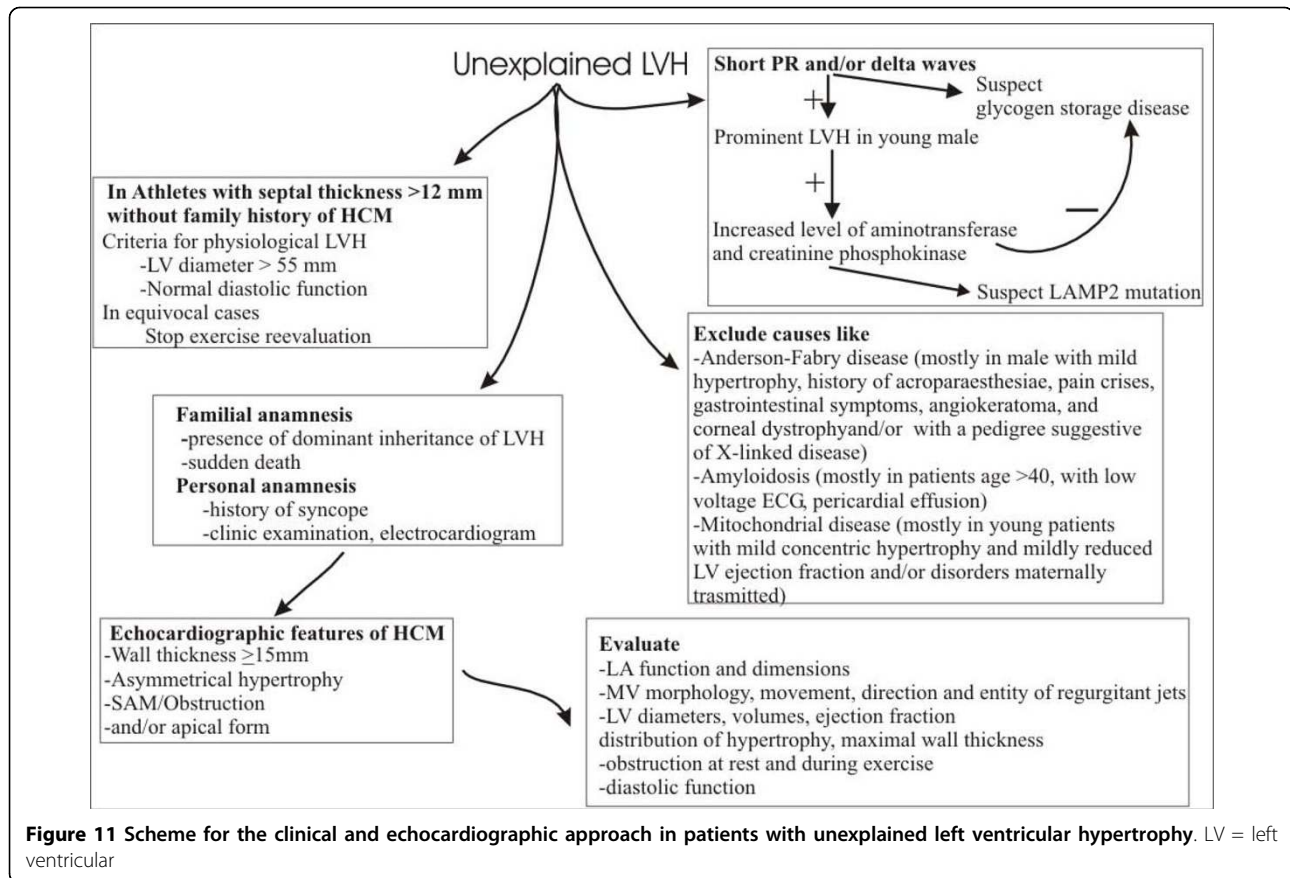 Unexplained LVH
Short PR and/or delta waves
+
Suspect
glycogen storage disease
Prominent LVH in young male
+
Increased level of aminotransferase
and creatinine phosphokinase
–
Suspect LAMP2 mutation
In Athletes with septal thickness >12 mm
without family history of HCM
Criteria for physiological LVH
-LV diameter > 55 mm
-Normal diastolic function
In equivocal cases
Stop exercise reevaluation
Exclude causes like
-Anderson-Fabry disease (mostly in male with mild
hypertrophy, history of acroparaesthesiae, pain crises,
gastrointestinal symptoms, angiokeratoma, and
corneal dystrophyand/or with a pedigree suggestive
of X-linked disease)
-Amyloidosis (mostly in patients age >40, with low
voltage ECG, pericardial effusion)
-Mitochondrial disease (mostly in young patients
with mild concentric hypertrophy and mildly reduced
LV ejection fraction and/or disorders maternally
trasmitted)
Familial anamnesis
-presence of dominant inheritance of LVH
-sudden death
Personal anamnesis
-history of syncope
-clinic examination, electrocardiogram
Echocardiographic features of HCM
-Wall thickness ≥15mm
-Asymmetrical hypertrophy
-SAM/Obstruction
-and/or apical form
Evaluate
-LA function and dimensions
-MV morphology, movement, direction and entity of regurgitant jets
-LV diameters, volumes, ejection fraction
distribution of hypertrophy, maximal wall thickness
-obstruction at rest and during exercise
-diastolic function
Figure 11 Scheme for the clinical and echocardiographic approach in patients with unexplained left ventricular hypertrophy. LV = left
ventricular